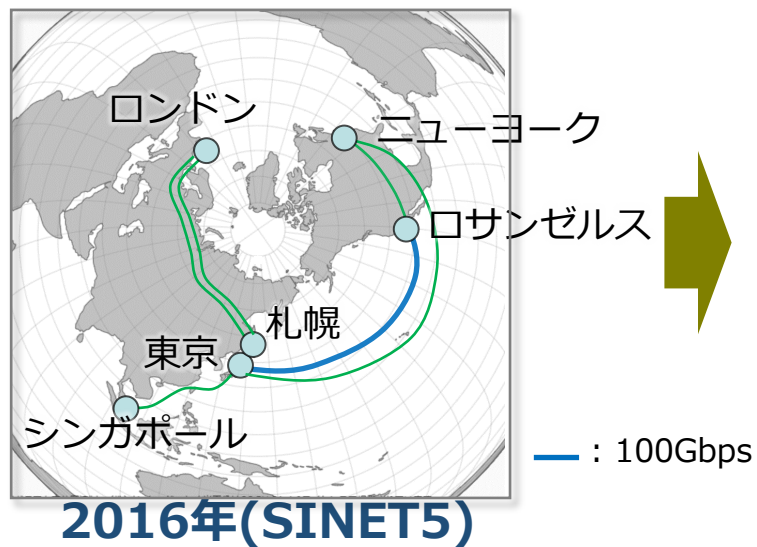 ロンドン
ニューヨーク
ロサンゼルス
札幌
東京
シンガポール
: 100Gbps
2016年(SINET5)